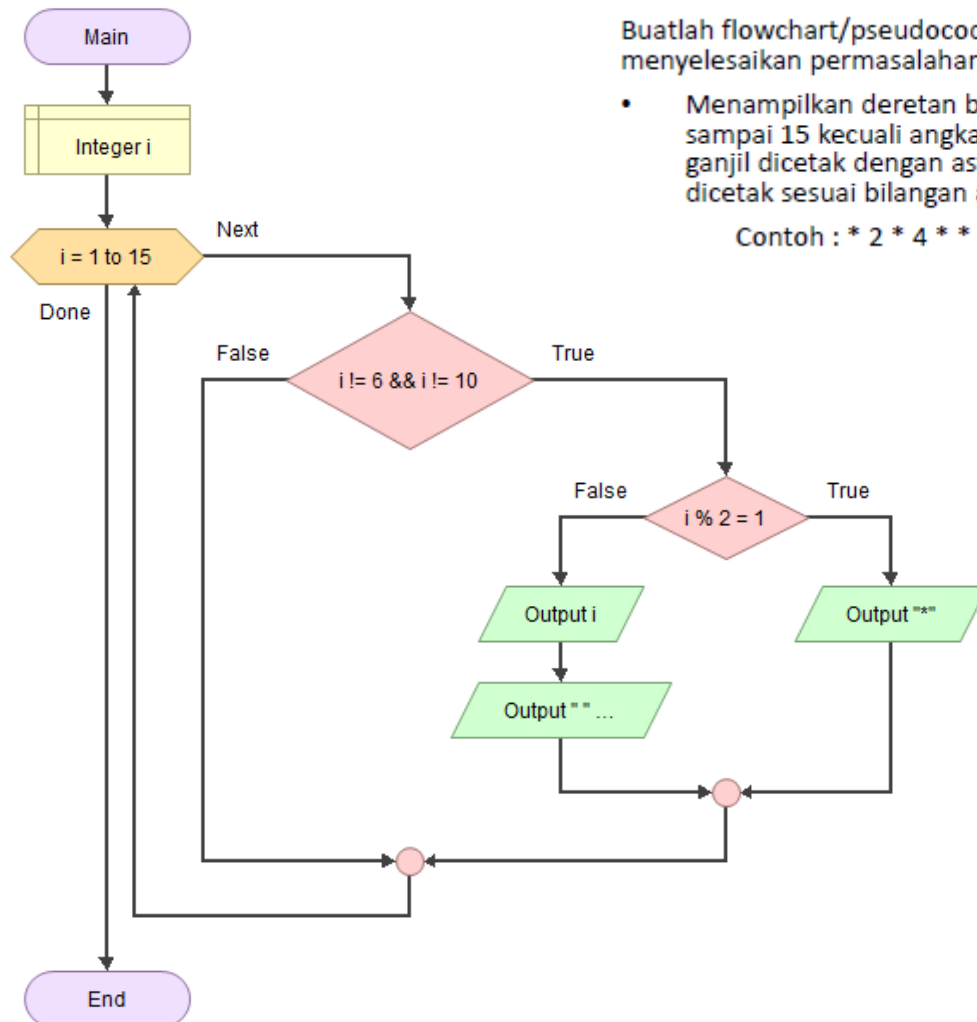 Main
Integer i
i = 1 to 15
Next
Done
i != 6 && i != 10
False
True
i % 2 = 1
False
True
Output i
Output "*"
Output " " ...
End
Buatlah flowchart/pseudocod
menyelesaikan permasalahan
• Menampilkan deretan b
sampai 15 kecuali angka
ganjil dicetak dengan as
dicetak sesuai bilangan a
Contoh : * 2 * 4 * *